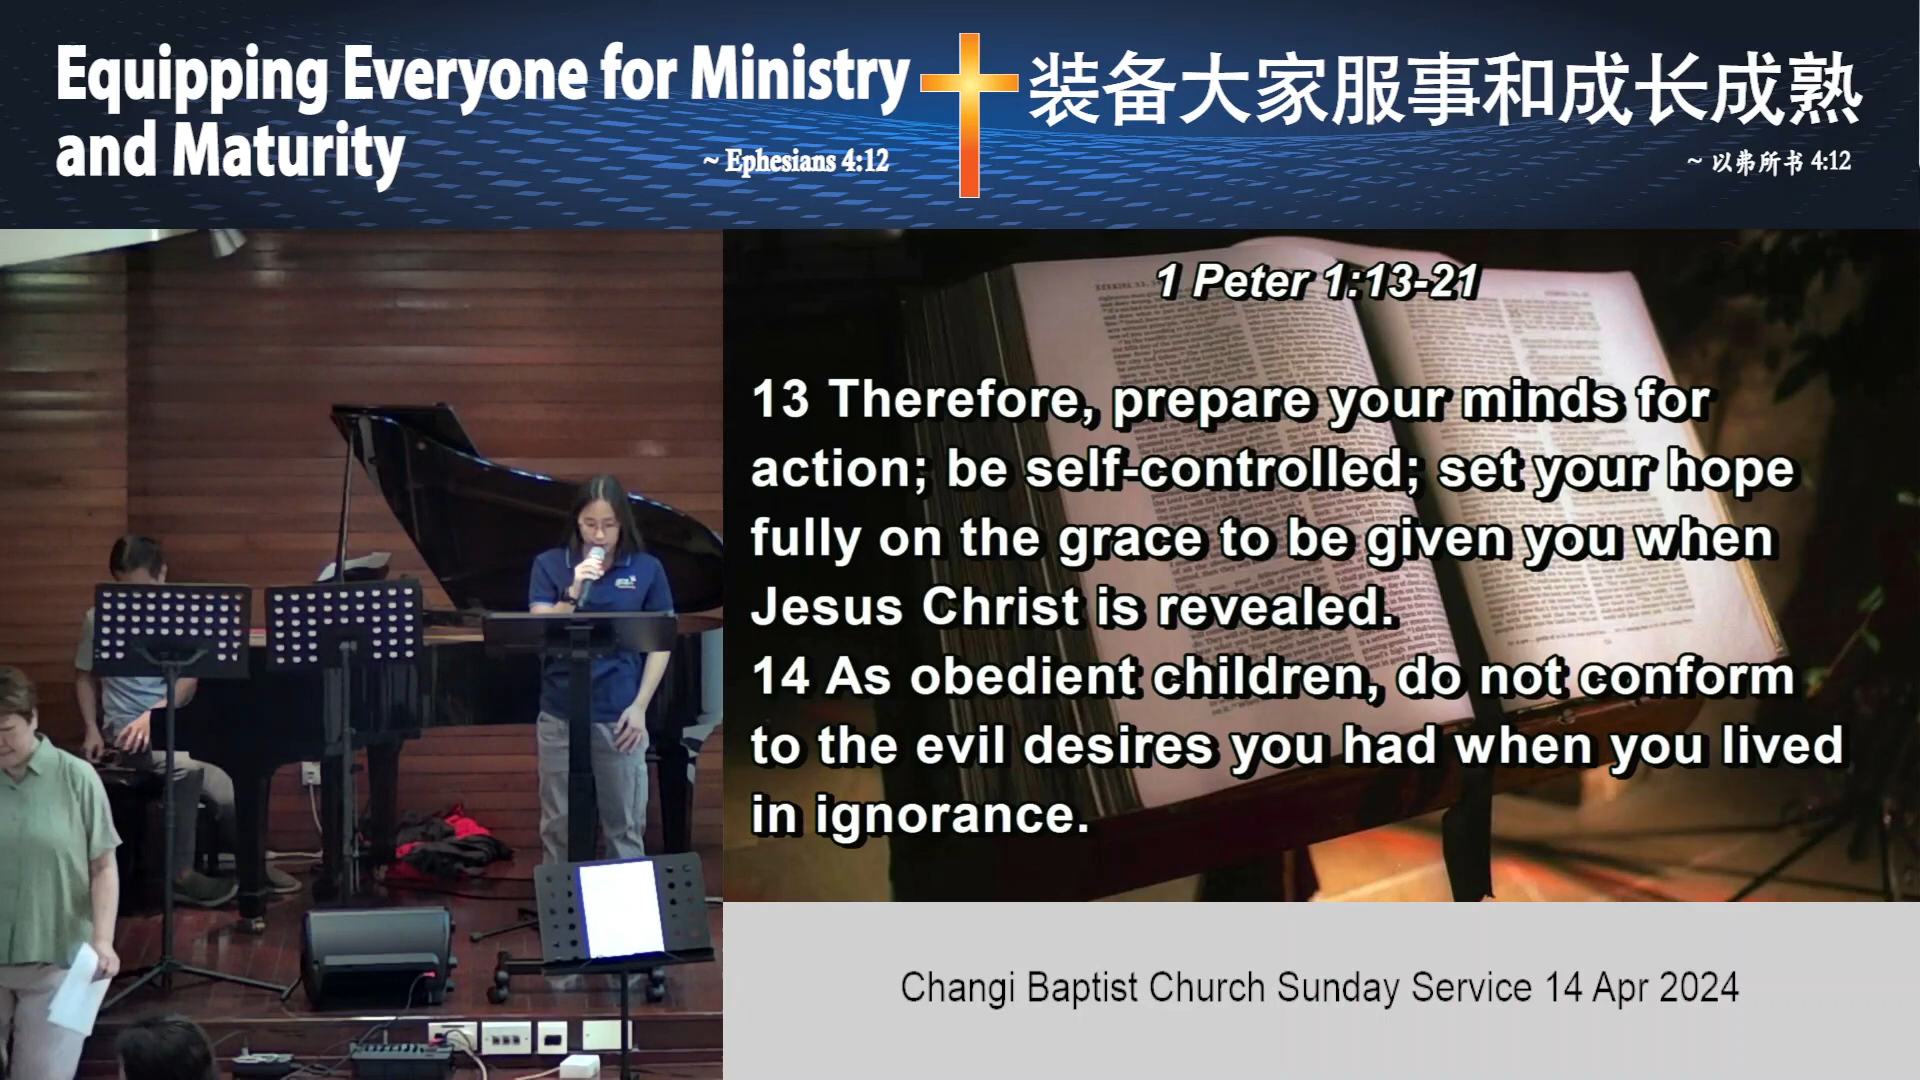 Equipping Everyone for Ministry
and Maturity
~ Ephesians 4:12
装备大家服事和成长成熟
~ 以弗所书 4:12
1 Peter 1:13-21
13 Therefore, prepare your minds for
action; be self-controlled; set your hope
fully on the grace to be given you when
Jesus Christ is revealed.
14 As obedient children, do not conform
to the evil desires you had when you lived
in ignorance.
Changi Baptist Church Sunday Service 14 Apr 2024